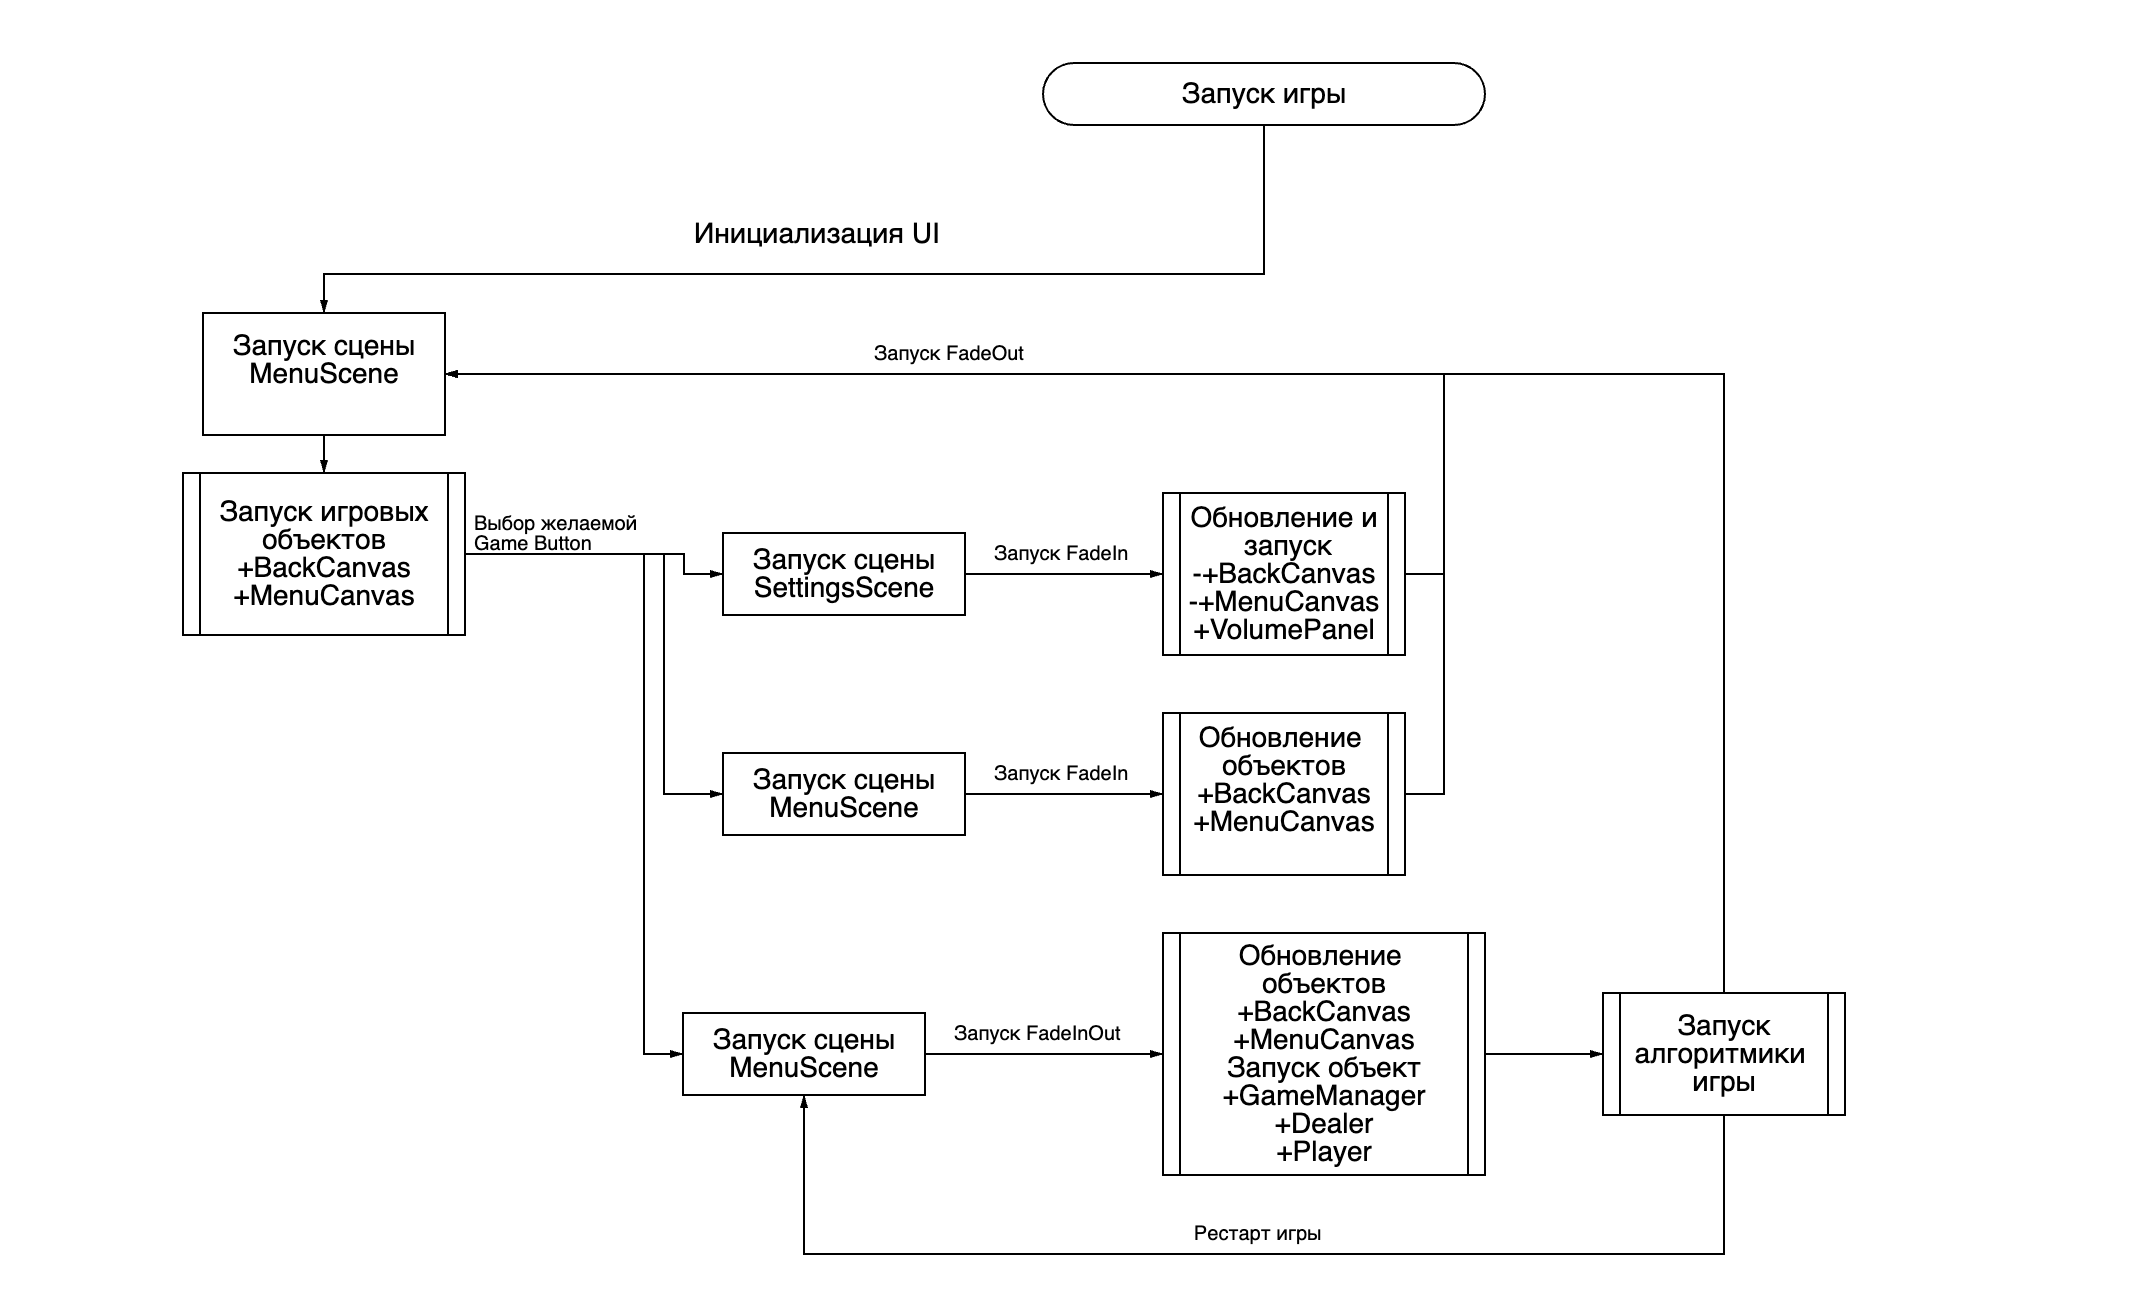 Запуск игры
Инициализация UI
Запуск сцены
MenuScene
Запуск FadeOut
Запуск игровых
объектов
+BackCanvas
+MenuCanvas
Выбор желаемой
Game Button
Запуск сцены
SettingsScene
Запуск FadeIn
Обновление и
запуск
-+BackCanvas
-+MenuCanvas
+VolumePanel
Запуск сцены
MenuScene
Запуск FadeIn
Обновление
объектов
+BackCanvas
+MenuCanvas
Запуск сцены
MenuScene
Запуск FadeInOut
Обновление
объектов
+BackCanvas
+MenuCanvas
Запуск объект
+GameManager
+Dealer
+Player
Запуск
алгоритмики
игры
Рестарт игры